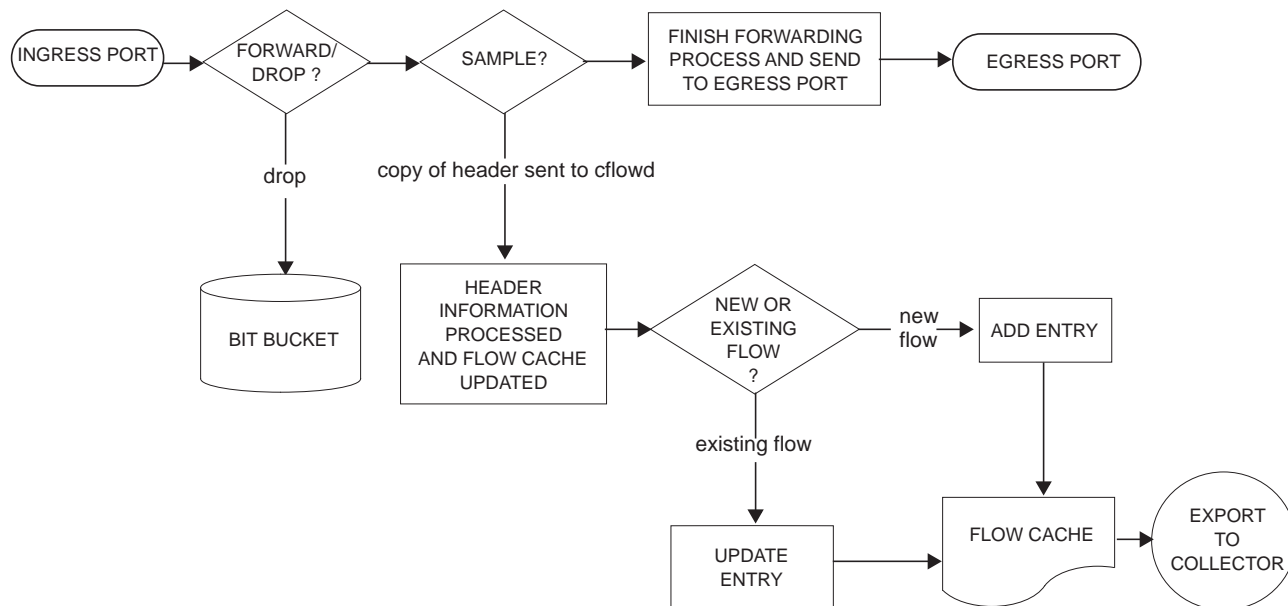 INGRESS PORT
FORWARD/
DROP ?
SAMPLE?
FINISH FORWARDING
PROCESS AND SEND
TO EGRESS PORT
EGRESS PORT
drop
copy of header sent to cflowd
BIT BUCKET
HEADER
INFORMATION
PROCESSED
AND FLOW CACHE
UPDATED
NEW OR
EXISTING
FLOW
?
new
flow
ADD ENTRY
existing flow
UPDATE
ENTRY
FLOW CACHE
EXPORT
TO
COLLECTOR